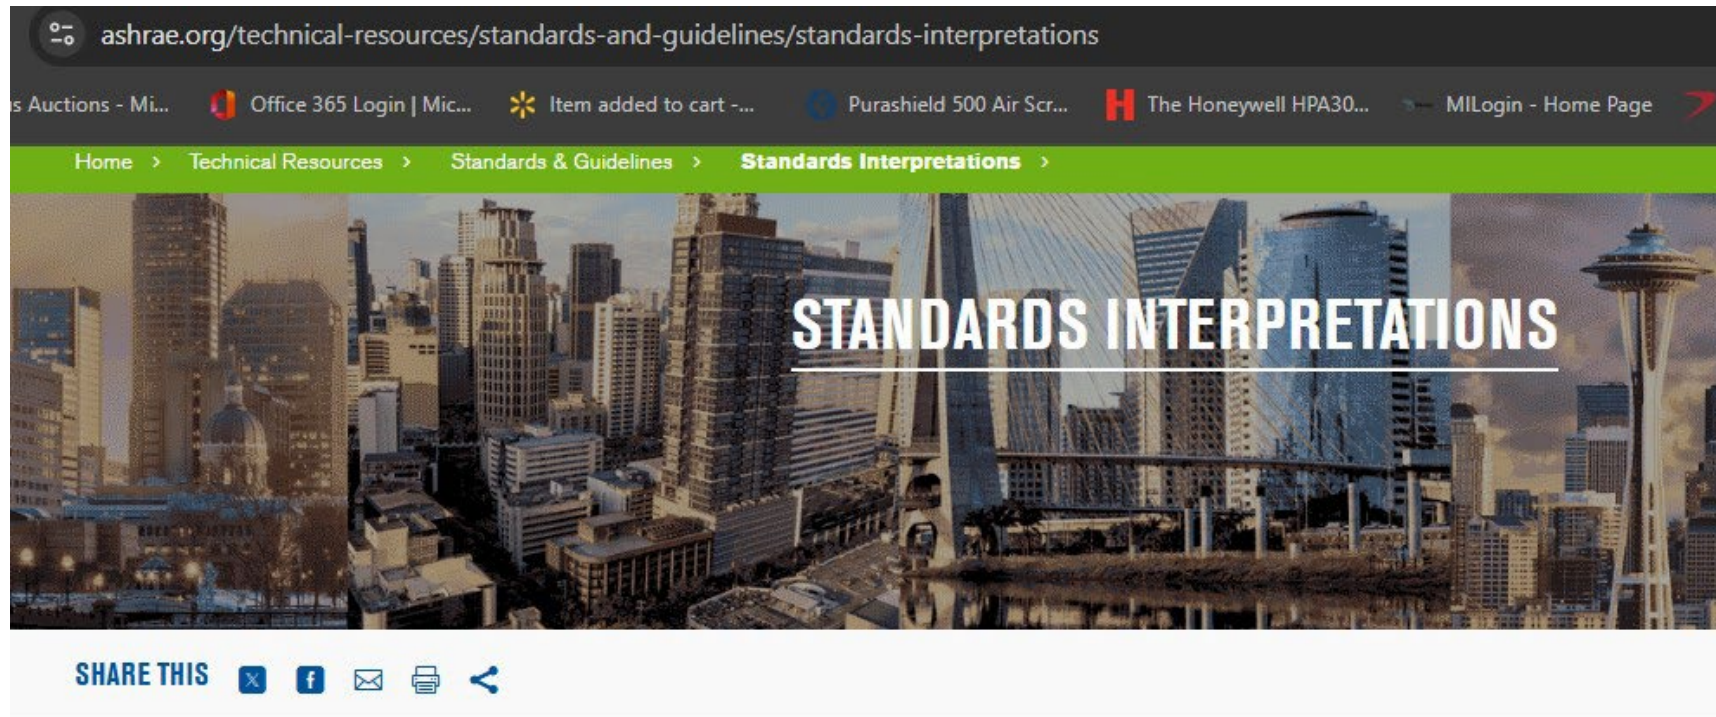 ashrae.org/technical-resources/standards-and-guidelines/standards-interpretations
s Auctions - Mi... Office 365 Login | Mic... Item added to cart -... Purashield 500 Air Scr... The Honeywell HPA30... MILogin - Home Page
Home > Technical Resources > Standards & Guidelines > Standards Interpretations >
STANDARDS INTERPRETATIONS
SHARE THIS